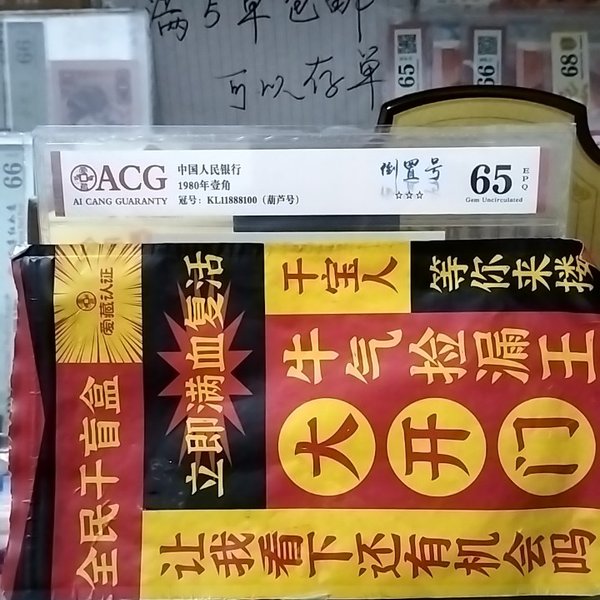 满5单包邮
可以存单
65
66
68
66
ACG
AI CANG GUARANTY
中国人民银行
1980年壹角
冠号：KL11888100（葫芦号）
倒置号
☆☆☆
65
EPQ
Gem Uncirculated
爱藏认证
全民干盲盒
立即满血复活
干宝人
等你来搂
牛气捡漏王
大开门
让我看下还有机会吗